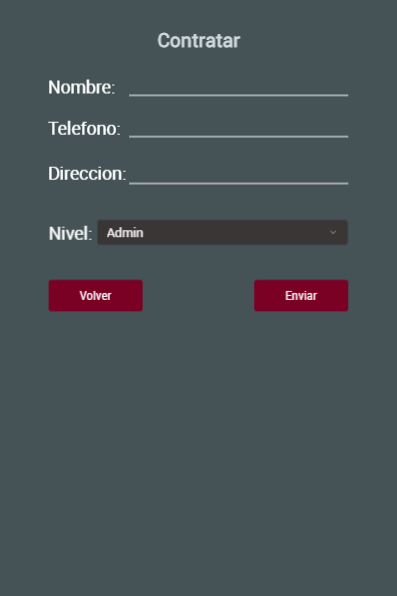 Contratar
Nombre:
Telefono:
Direccion:
Nivel: Admin
Volver Enviar